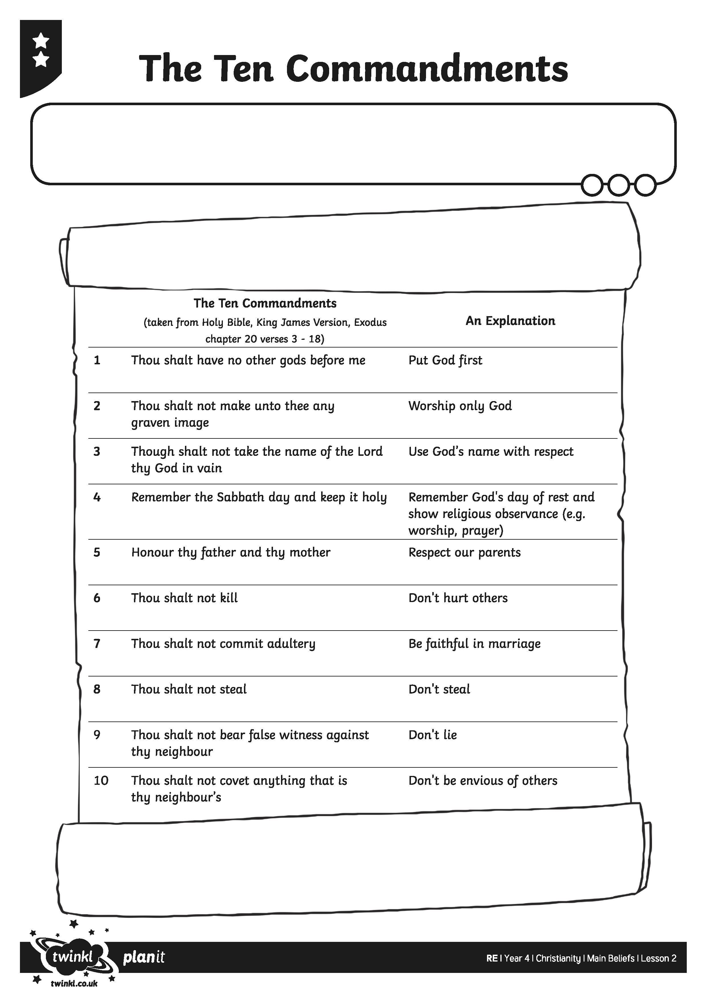 The Ten Commandments
The Ten Commandments
(taken from Holy Bible, King James Version, Exodus
chapter 20 verses 3 - 18)
An Explanation
1 Thou shalt have no other gods before me Put God first
2 Thou shalt not make unto thee any Worship only God
graven image
3 Though shalt not take the name of the Lord Use God’s name with respect
thy God in vain
4 Remember the Sabbath day and keep it holy Remember God's day of rest and
show religious observance (e.g.
worship, prayer)
5 Honour thy father and thy mother Respect our parents
6 Thou shalt not kill Don't hurt others
7 Thou shalt not commit adultery Be faithful in marriage
8 Thou shalt not steal Don't steal
9 Thou shalt not bear false witness against Don't lie
thy neighbour
10 Thou shalt not covet anything that is Don't be envious of others
thy neighbour’s
twinkl planit RE | Year 4 | Christianity | Main Beliefs | Lesson 2
twinkl.co.uk